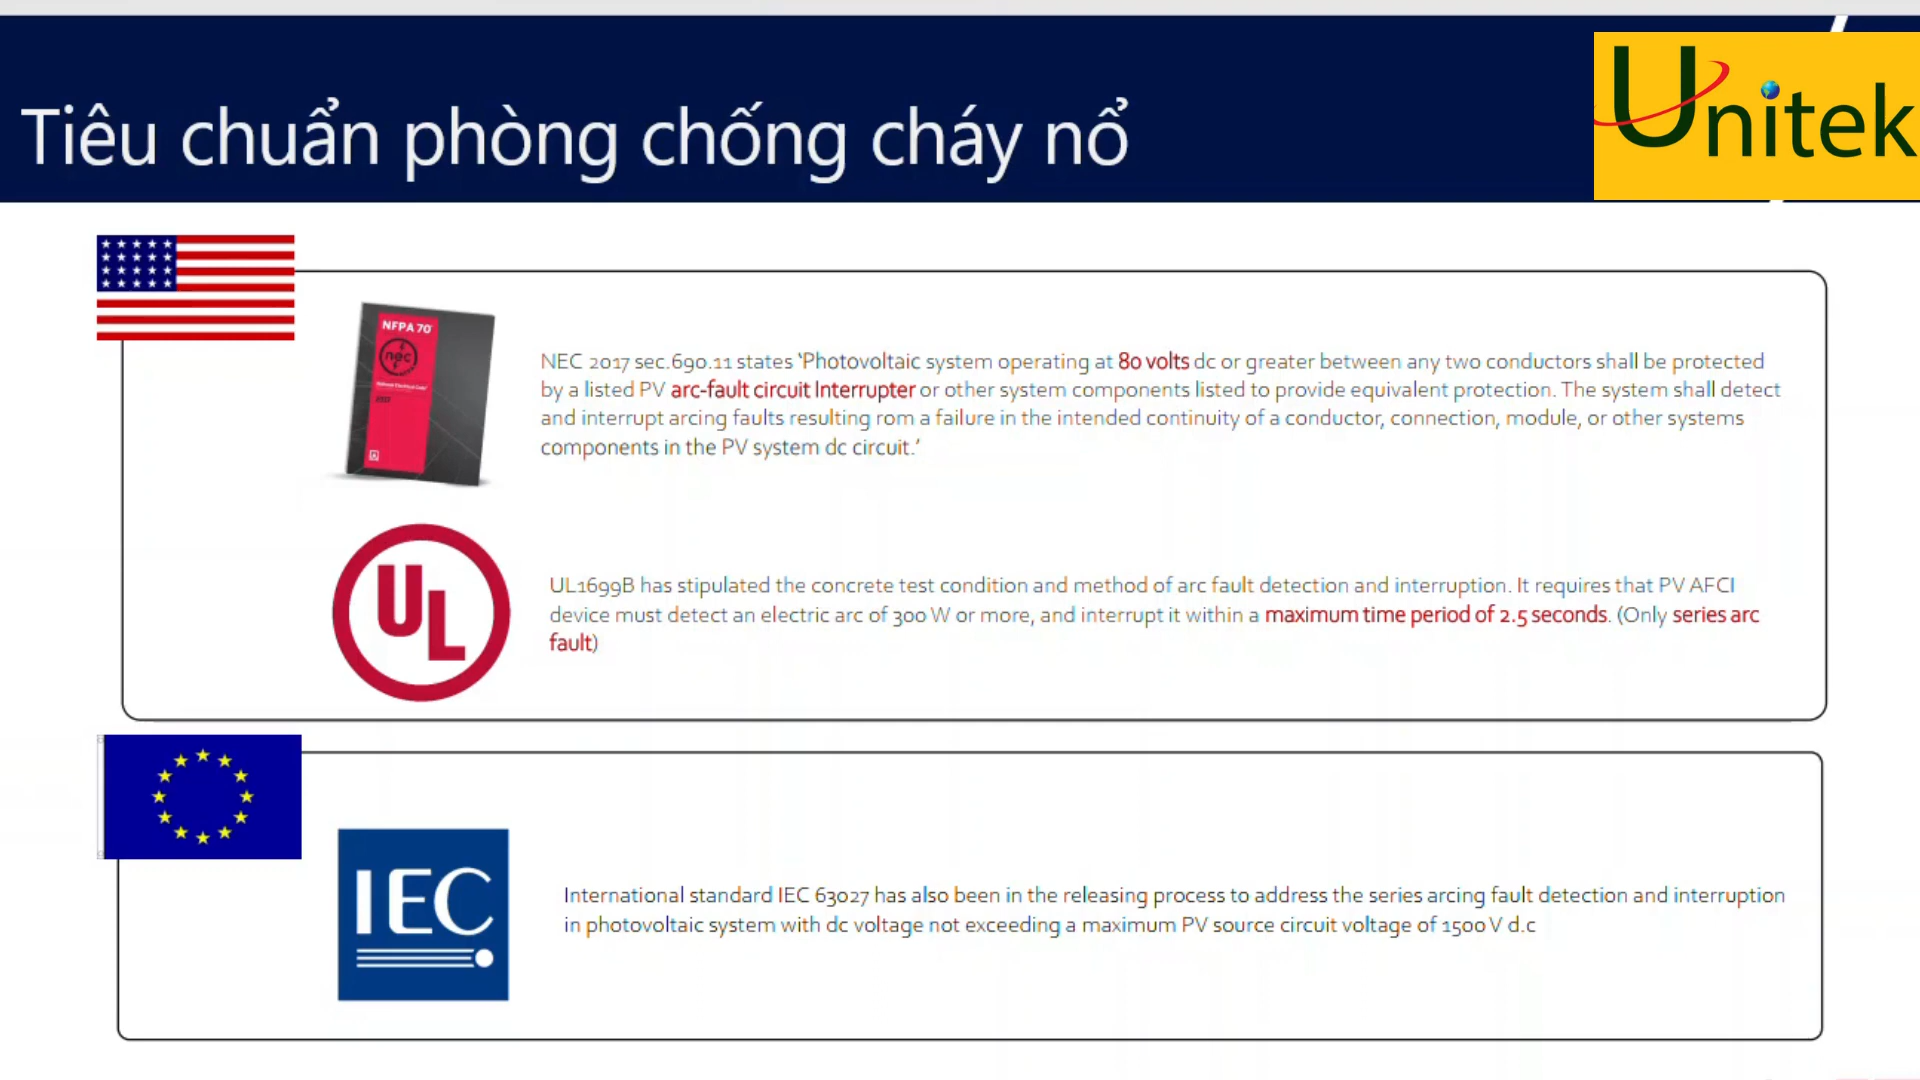 Tiêu chuẩn phòng chống cháy nổ
Unitek
NFPA 70
nec
2017
NEC 2017 sec.690.11 states ‘Photovoltaic system operating at 80 volts dc or greater between any two conductors shall be protected
by a listed PV arc-fault circuit Interrupter or other system components listed to provide equivalent protection. The system shall detect
and interrupt arcing faults resulting rom a failure in the intended continuity of a conductor, connection, module, or other systems
components in the PV system dc circuit.’
UL
UL1699B has stipulated the concrete test condition and method of arc fault detection and interruption. It requires that PV AFCI
device must detect an electric arc of 300 W or more, and interrupt it within a maximum time period of 2.5 seconds. (Only series arc
fault)
IEC
International standard IEC 63027 has also been in the releasing process to address the series arcing fault detection and interruption
in photovoltaic system with dc voltage not exceeding a maximum PV source circuit voltage of 1500 V d.c